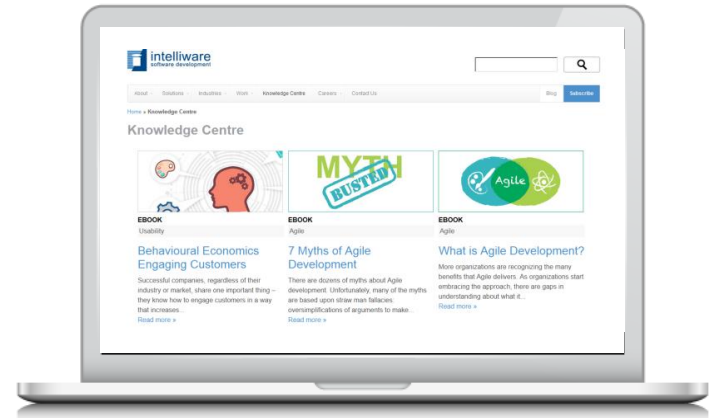 intelliware
software development
About Solutions Industries Work Knowledge Centre Careers Contact Us Blog Subscribe
Home » Knowledge Centre
Knowledge Centre
MYTH
BUSTED
Agile
EBOOK EBOOK EBOOK
Usability Agile Agile
Behavioural Economics
Engaging Customers
Successful companies, regardless of their
industry or market, share one important thing –
they know how to engage customers in a way
that increases...
Read more »
7 Myths of Agile
Development
There are dozens of myths about Agile
development. Unfortunately, many of the myths
are based upon straw man fallacies,
oversimplifications of arguments to make...
Read more »
What is Agile Development?
More organizations are recognizing the many
benefits that Agile delivers. As organizations start
embracing the approach, there are gaps in
understanding about what it...
Read more »